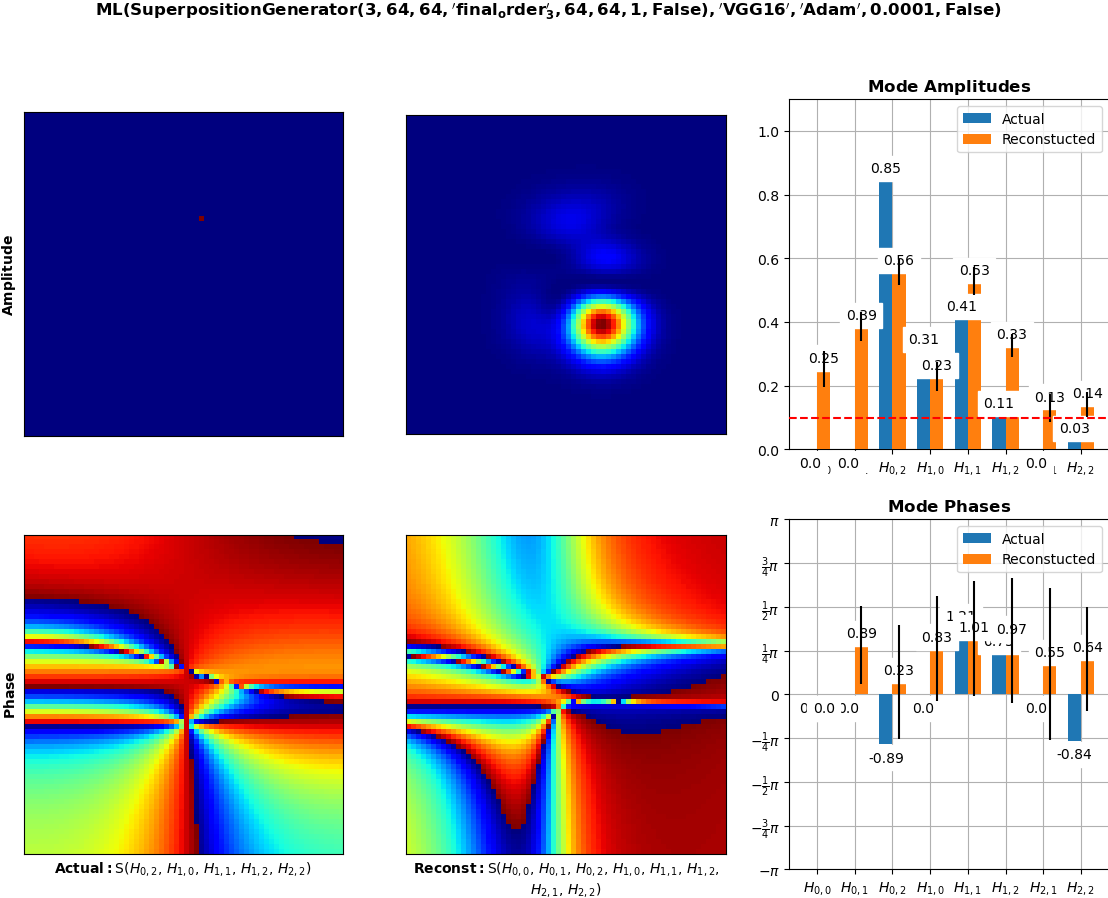 ML(SuperpositionGenerator(3, 64, 64, ′final_order′_3, 64, 64, 1, False), ′VGG16′, ′Adam′, 0.0001, False)
Amplitude
Mode Amplitudes
Actual
Reconstucted
1.0
0.8
0.6
0.4
0.2
0.0
0.85
0.56
0.53
0.39
0.41
0.33
0.31
0.25
0.23
0.11
0.13
0.14
0.03
0.0 0.0 H0,2 H1,0 H1,1 H1,2 0.0 H2,2
Phase
Mode Phases
Actual
Reconstucted
π
3/4π
1/2π
1/4π
0
−1/4π
−1/2π
−3/4π
−π
0.89
0.23
0.83
1.01
0.97
0.55
0.64
0.0
0.0
0.0
-0.89
-0.84
H0,0 H0,1 H0,2 H1,0 H1,1 H1,2 H2,1 H2,2
Actual: S(H0,2, H1,0, H1,1, H1,2, H2,2)
Reconst: S(H0,0, H0,1, H0,2, H1,0, H1,1, H1,2,
H2,1, H2,2)